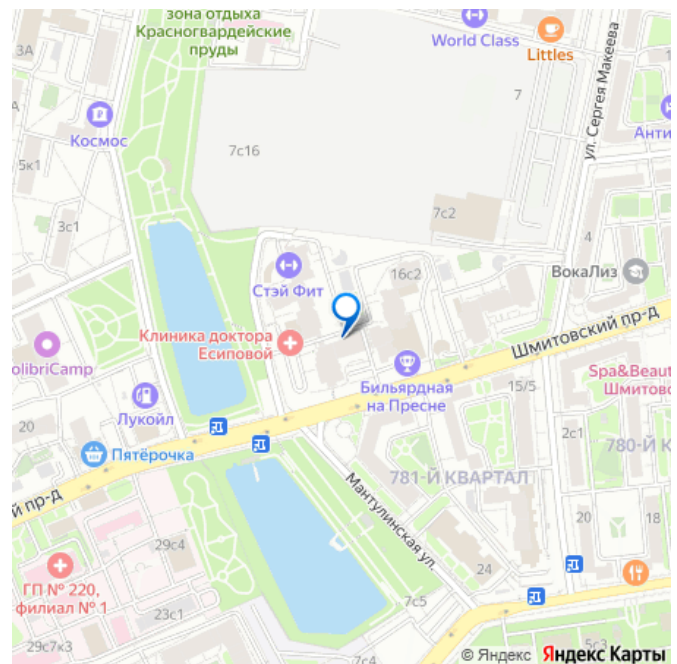 зона отдыха
Красногвардейские
пруды
World Class
Littles
3А
7
ул. Сергея Макеева
Космос
Анти
7с16
5к1
7с2
3с1
4
16с2
ВокаЛиз
Стэй Фит
Клиника доктора
Есиповой
Шмитовский пр-д
olibriCamp
Бильярдная
на Пресне
15/5
Spa&Beaut
Шмитовс
Лукойл
20
2с1
780-Й К
Пятёрочка
781-Й КВАРТАЛ
ий пр-д
Мантулинская ул.
20
18
29с4
ГП № 220,
филиал № 1
24
23с1
7с5
29с7к3
7с4
5с3
© Яндекс Яндекс Карты